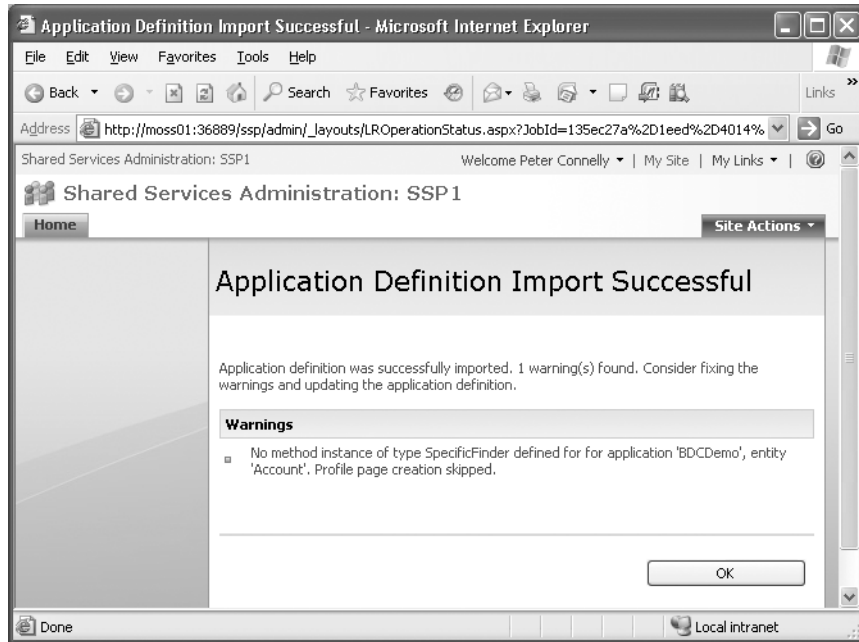 Application Definition Import Successful - Microsoft Internet Explorer
File Edit View Favorites Tools Help
Back Search Favorites Links »
Address http://moss01:36889/ssp/admin/_layouts/LROperationStatus.aspx?JobId=135ec27a%2D1eed%2D4014% Go
Shared Services Administration: SSP1 Welcome Peter Connelly | My Site | My Links |
Shared Services Administration: SSP1
Home Site Actions
Application Definition Import Successful
Application definition was successfully imported. 1 warning(s) found. Consider fixing the
warnings and updating the application definition.
Warnings
No method instance of type SpecificFinder defined for for application 'BDCDemo', entity
'Account'. Profile page creation skipped.
OK
Done Local intranet